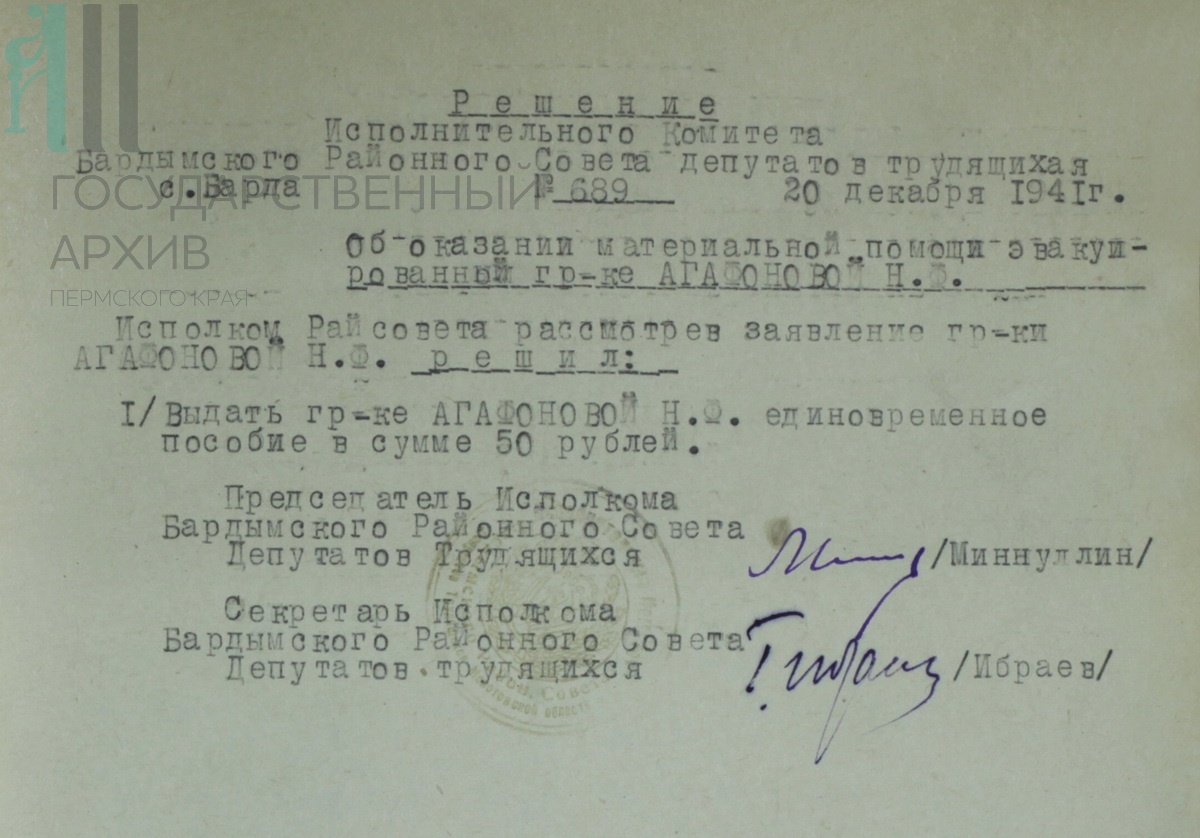 Решение
Исполнительного Комитета
Бардымского Районного Совета депутатов трудящихая
с.Барда № 689 20 декабря 1941г.
ГОСУДАРСТВЕННЫЙ
АРХИВ
ПЕРМСКОГО КРАЯ
Об оказании материальной помощи эвакуи-
рованный гр-ке АГАФОНОВОЙ Н.Ф.
Исполком Райсовета рассмотрев заявление гр-ки
АГАФОНОВОЙ Н.Ф. решил:
I/ Выдать гр-ке АГАФОНОВОЙ Н.Ф. единовременное
пособие в сумме 50 рублей.
Председатель Исполкома
Бардымского Районного Совета
Депутатов Трудящихся /Миннуллин/
Секретарь Исполкома
Бардымского Районного Совета
Депутатов трудящихся /Ибраев/